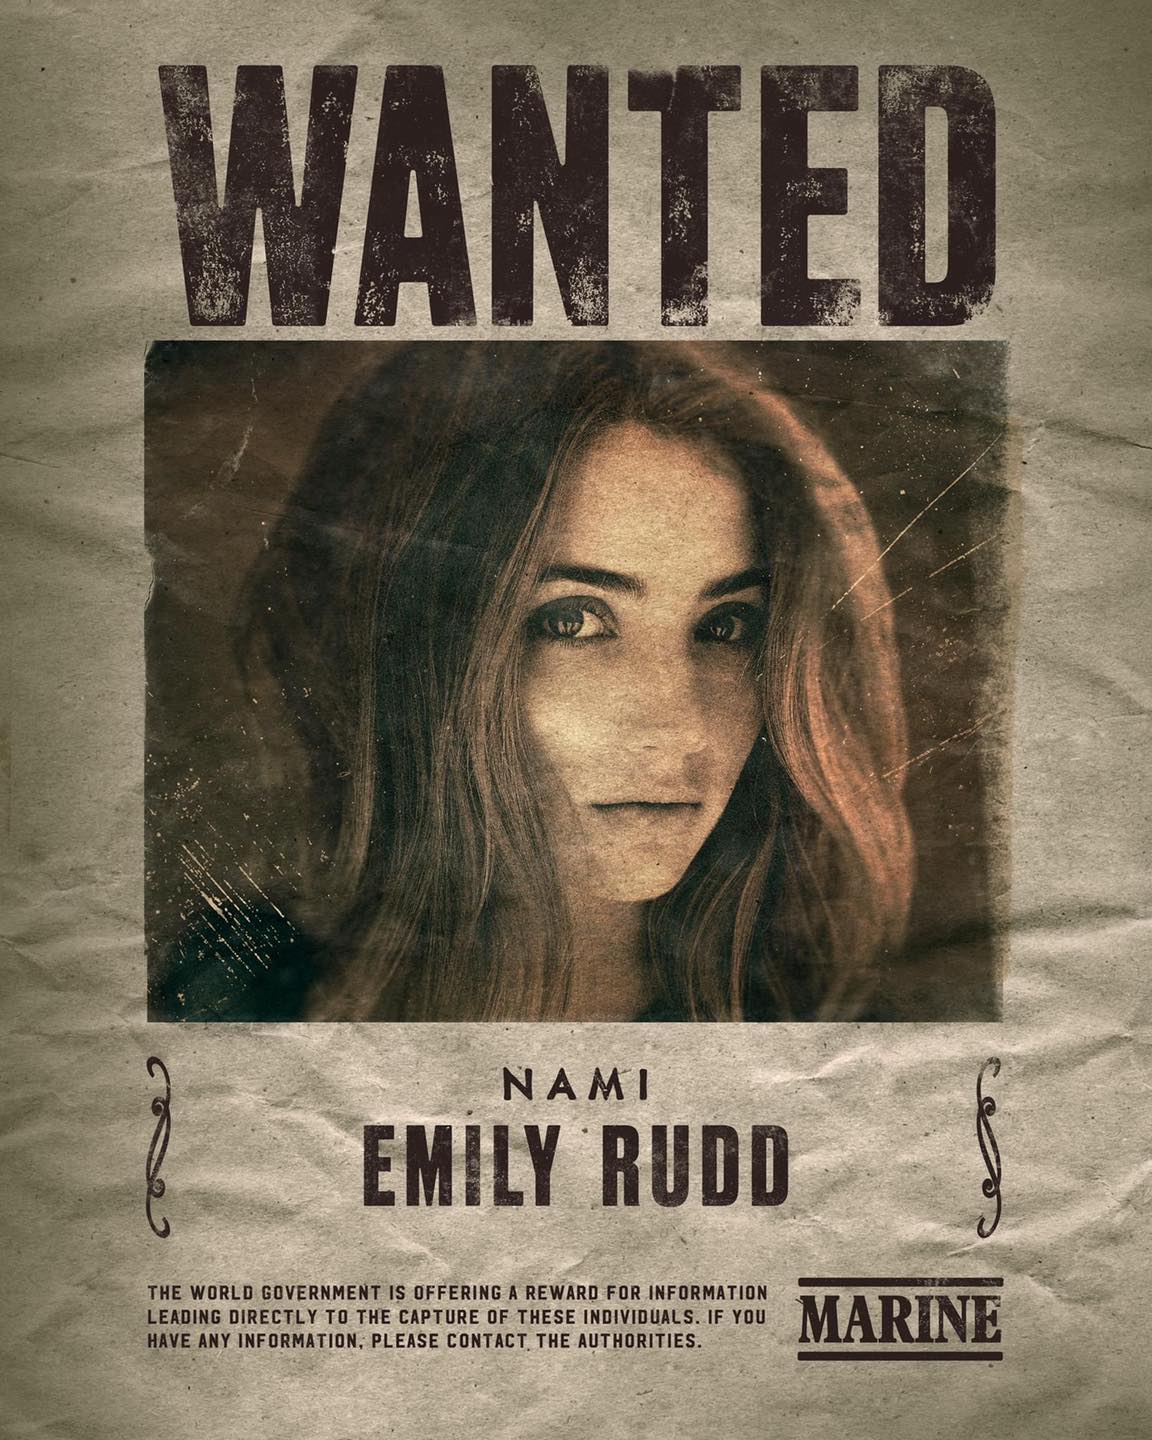 WANTED
NAMI
EMILY RUDD
THE WORLD GOVERNMENT IS OFFERING A REWARD FOR INFORMATION
LEADING DIRECTLY TO THE CAPTURE OF THESE INDIVIDUALS. IF YOU
HAVE ANY INFORMATION, PLEASE CONTACT THE AUTHORITIES.
MARINE